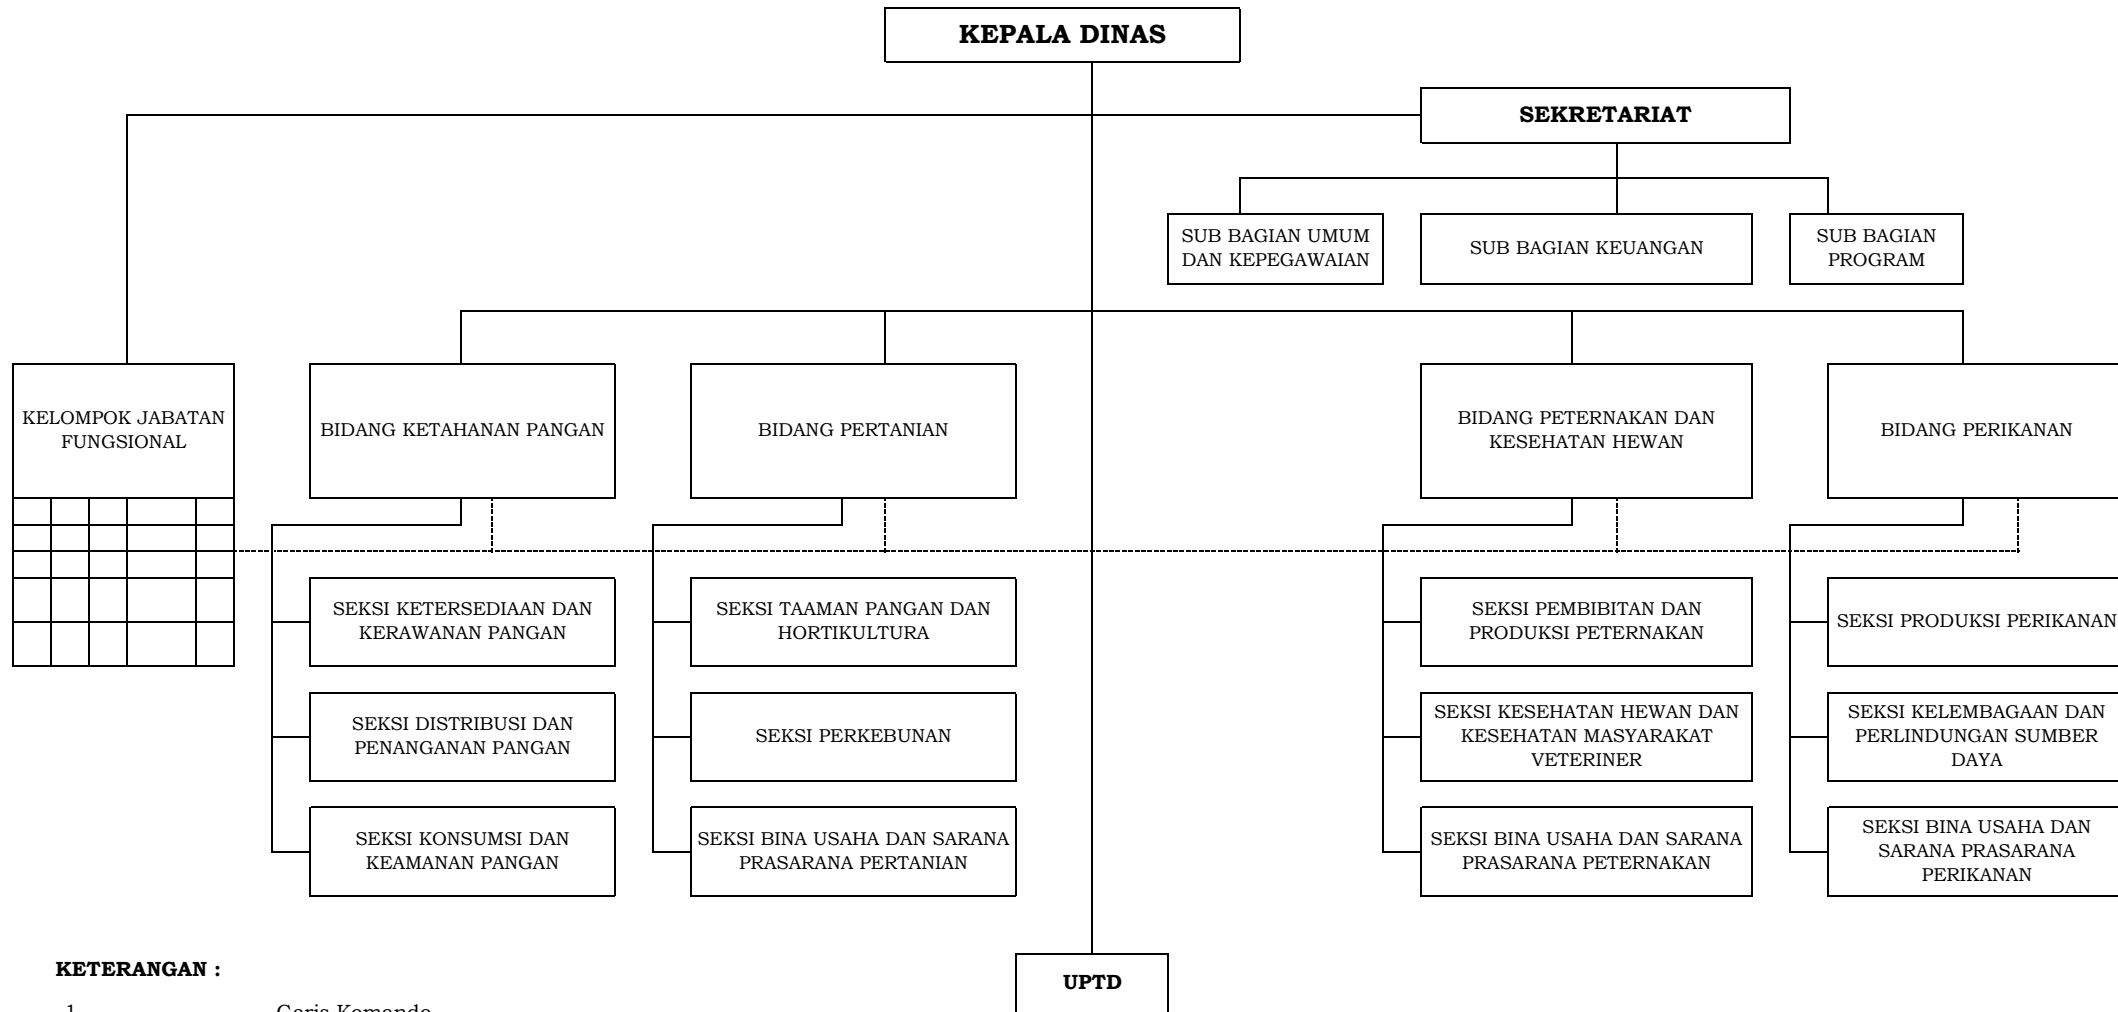 KEPALA DINAS
SEKRETARIAT
SUB BAGIAN UMUM
DAN KEPEGAWAIAN
SUB BAGIAN KEUANGAN
SUB BAGIAN
PROGRAM
KELOMPOK JABATAN
FUNGSIONAL
BIDANG KETAHANAN PANGAN
BIDANG PERTANIAN
BIDANG PETERNAKAN DAN
KESEHATAN HEWAN
BIDANG PERIKANAN
SEKSI KETERSEDIAAN DAN
KERAWANAN PANGAN
SEKSI TAAMAN PANGAN DAN
HORTIKULTURA
SEKSI PEMBIBITAN DAN
PRODUKSI PETERNAKAN
SEKSI PRODUKSI PERIKANAN
SEKSI DISTRIBUSI DAN
PENANGANAN PANGAN
SEKSI PERKEBUNAN
SEKSI KESEHATAN HEWAN DAN
KESEHATAN MASYARAKAT
VETERINER
SEKSI KELEMBAGAAN DAN
PERLINDUNGAN SUMBER
DAYA
SEKSI KONSUMSI DAN
KEAMANAN PANGAN
SEKSI BINA USAHA DAN SARANA
PRASARANA PERTANIAN
SEKSI BINA USAHA DAN SARANA
PRASARANA PETERNAKAN
SEKSI BINA USAHA DAN
SARANA PRASARANA
PERIKANAN
KETERANGAN :
UPTD
1 Garis Komando